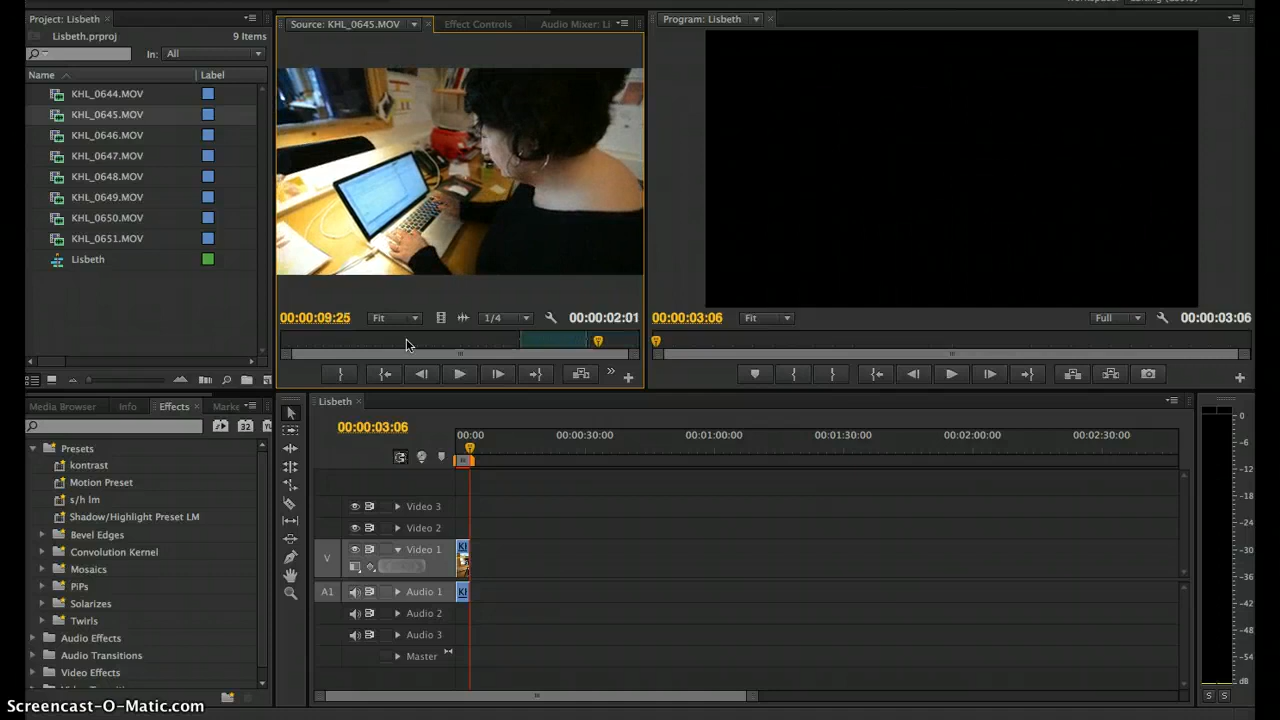 Project: Lisbeth
Lisbeth.prproj
9 Items
In: All
Name
Label
KHL_0644.MOV
KHL_0645.MOV
KHL_0646.MOV
KHL_0647.MOV
KHL_0648.MOV
KHL_0649.MOV
KHL_0650.MOV
KHL_0651.MOV
Lisbeth
Source: KHL_0645.MOV
Effect Controls
Audio Mixer: Li
00:00:09:25
Fit
1/4
00:00:02:01
Program: Lisbeth
00:00:03:06
Fit
Full
00:00:03:06
Media Browser
Info
Effects
Marke
32
Presets
kontrast
Motion Preset
s/h lm
Shadow/Highlight Preset LM
Bevel Edges
Convolution Kernel
Mosaics
PiPs
Solarizes
Twirls
Audio Effects
Audio Transitions
Video Effects
Lisbeth
00:00:03:06
00:00
00:00:30:00
00:01:00:00
00:01:30:00
00:02:00:00
00:02:30:00
Video 3
Video 2
V
Video 1
A1
Audio 1
Audio 2
Audio 3
Master
0
-6
-12
-18
-24
-30
-36
-42
-48
-54
dB
S S
Screencast-O-Matic.com